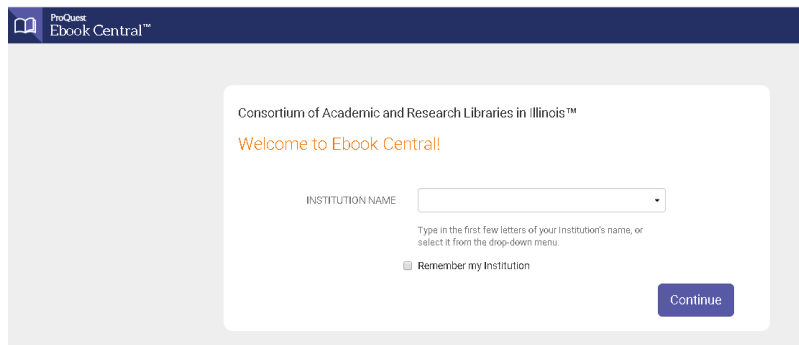 ProQuest
Ebook Central™
Consortium of Academic and Research Libraries in Illinois™
Welcome to Ebook Central!
INSTITUTION NAME
Type in the first few letters of your institution's name, or
select it from the drop-down menu.
Remember my Institution
Continue